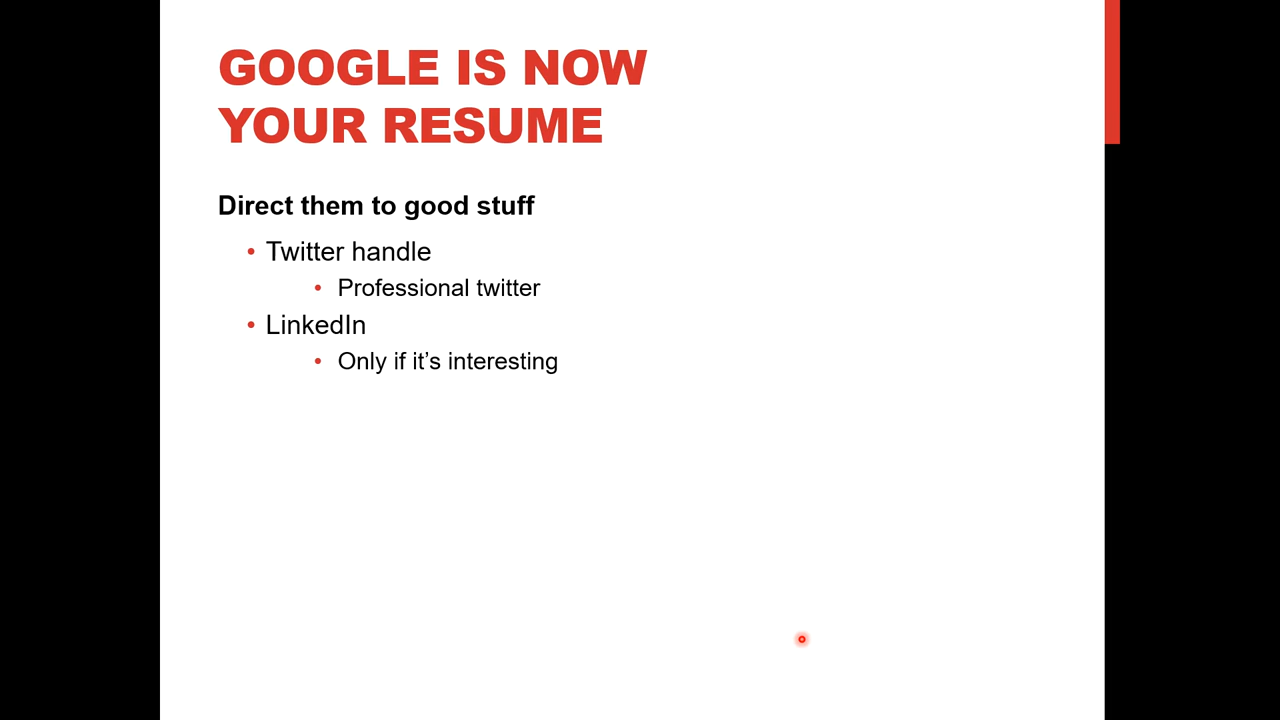 GOOGLE IS NOW
YOUR RESUME
Direct them to good stuff
• Twitter handle
• Professional twitter
• LinkedIn
• Only if it’s interesting